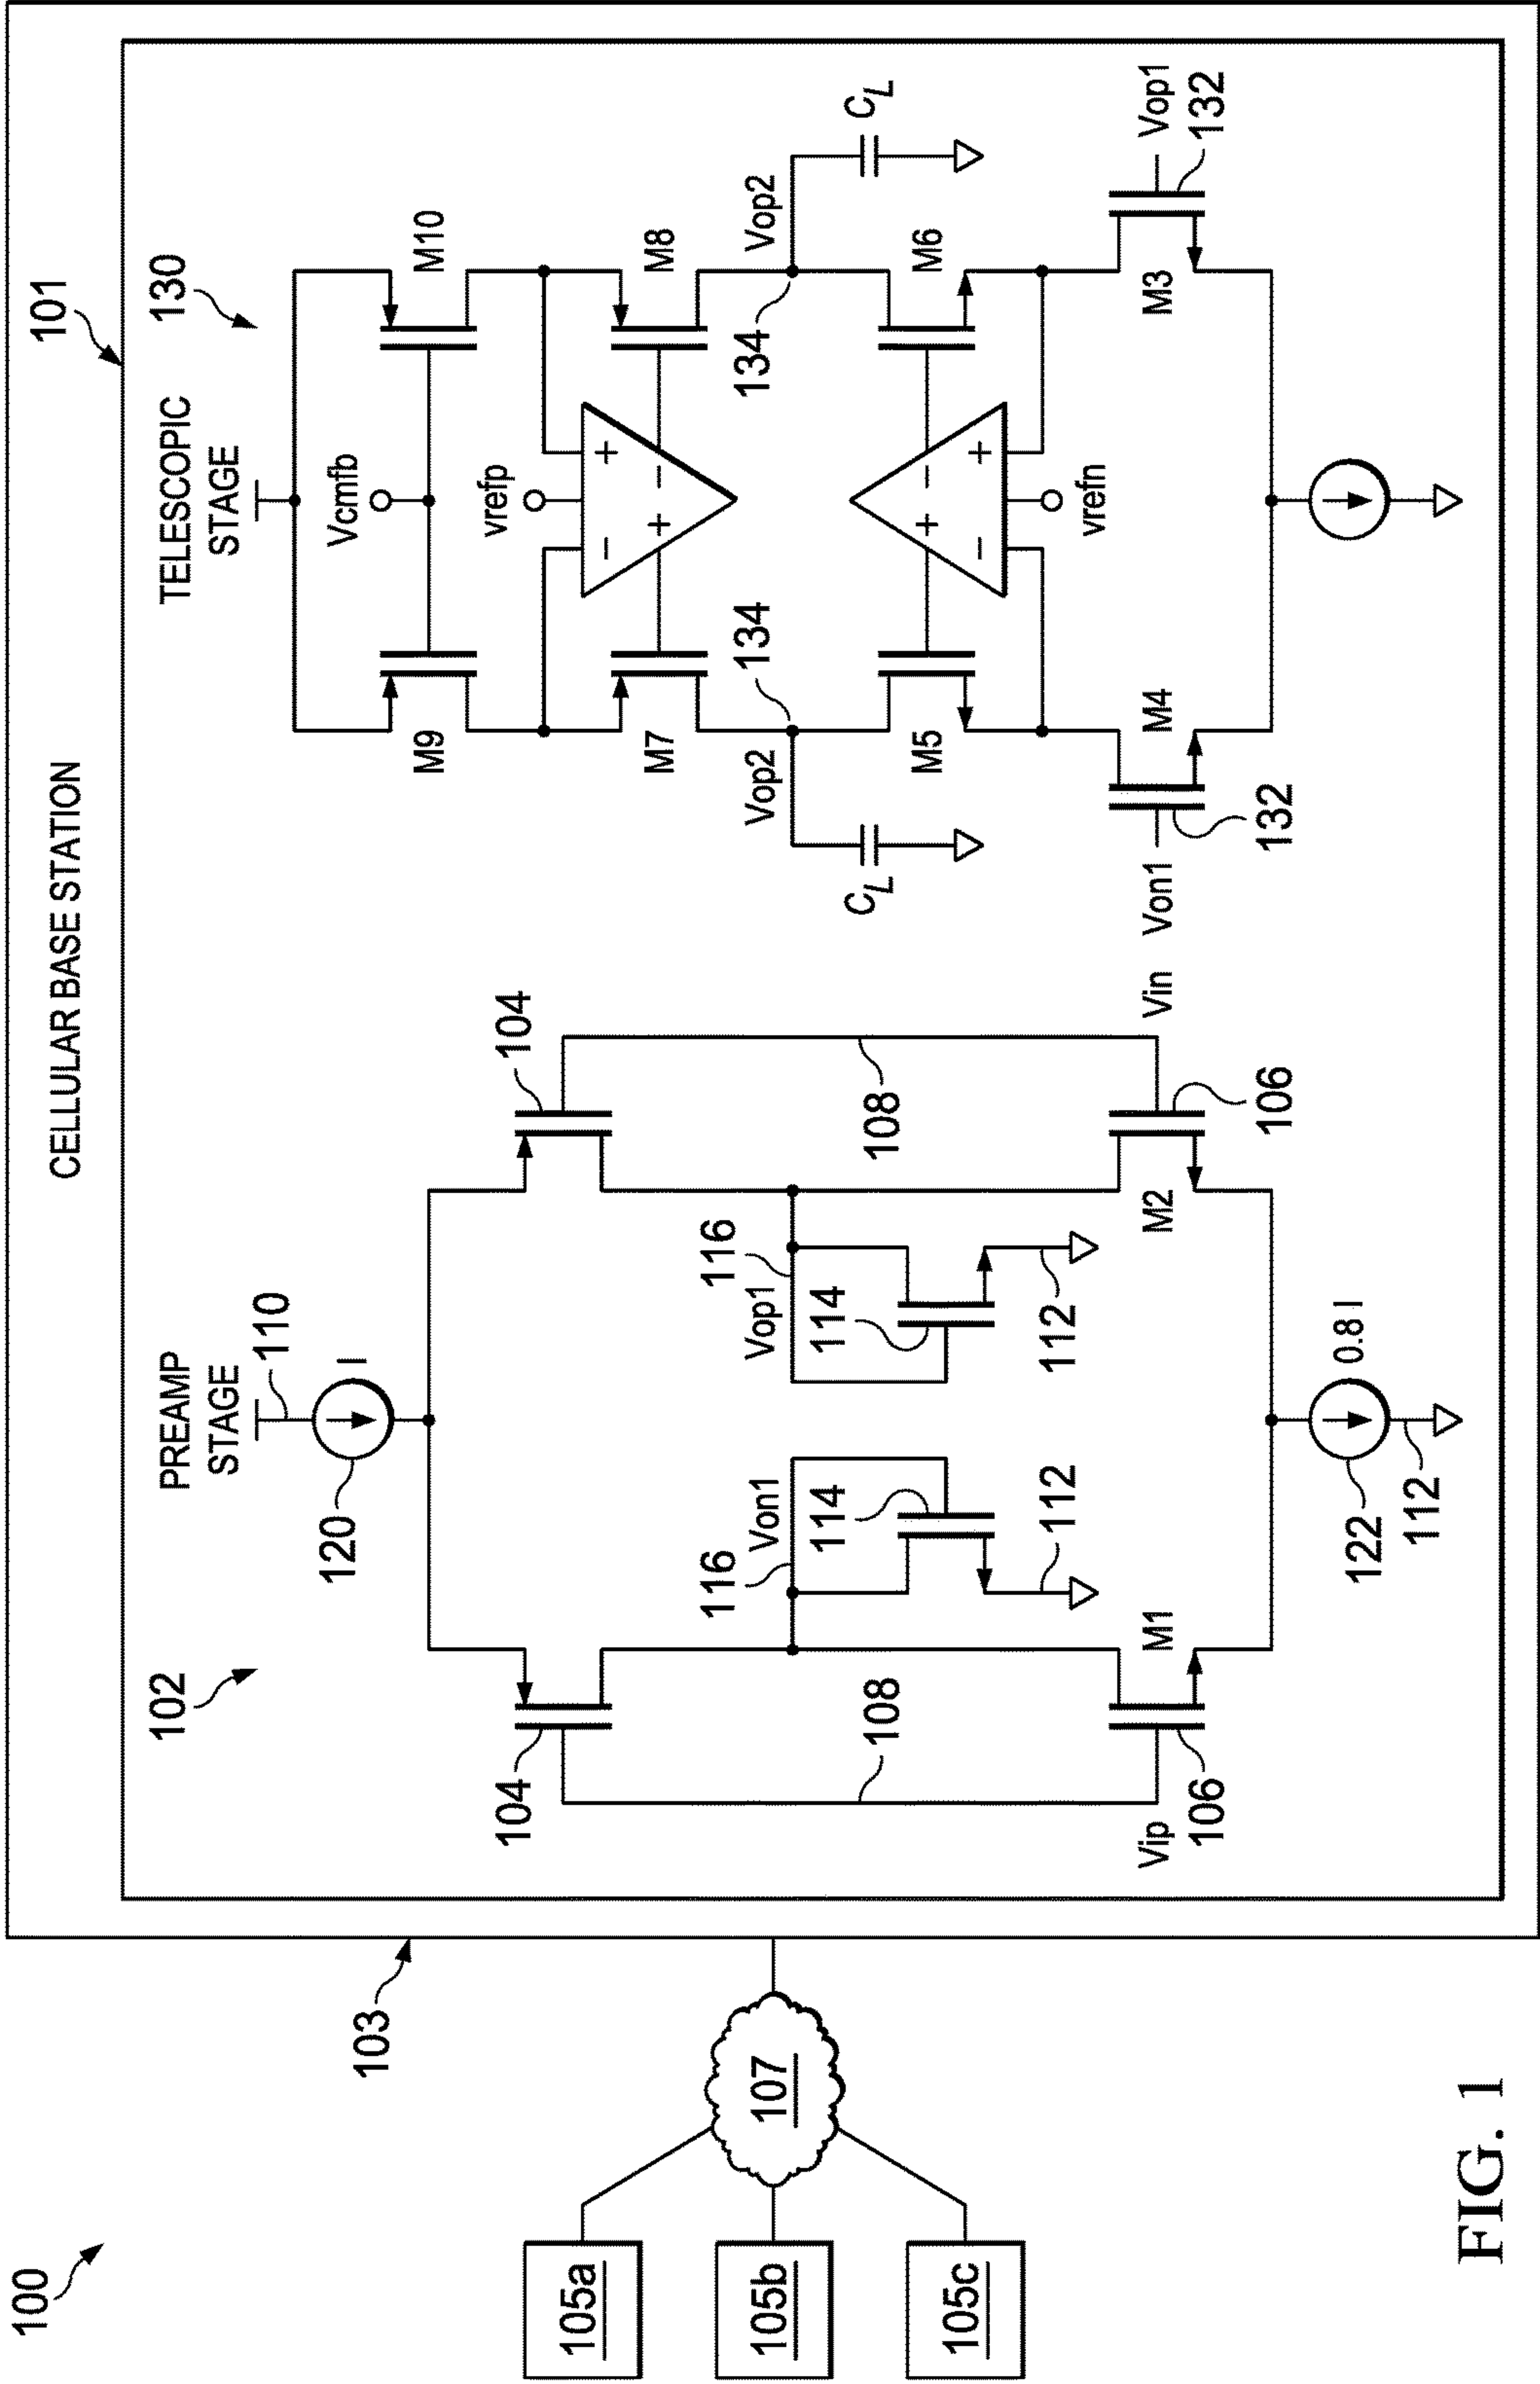 100
103
CELLULAR BASE STATION
101
102
PREAMP
STAGE
110
I
120
104
104
108
108
116
Von1
114
112
116
Vop1
114
112
Vip
106
M1
M2
106
Vin
122
0.8 I
112
TELESCOPIC
STAGE
130
Vcmfb
M9
M10
vrefp
− +
+ −
M7
M8
134
Vop2
134
Vop2
CL
CL
M5
M6
+ −
− +
vrefn
Von1
132
M4
M3
Vop1
132
105a
105b
105c
107
FIG. 1